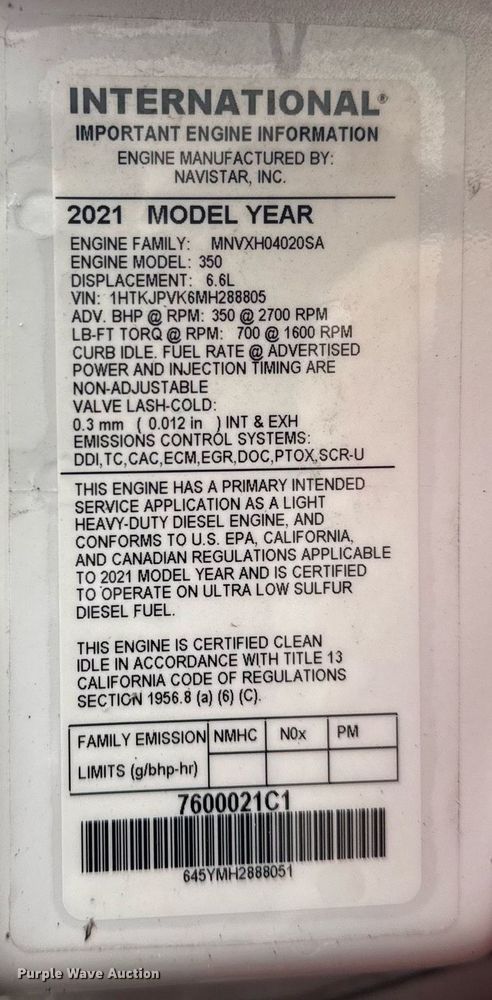 INTERNATIONAL®
IMPORTANT ENGINE INFORMATION
ENGINE MANUFACTURED BY:
NAVISTAR, INC.
2021 MODEL YEAR
ENGINE FAMILY: MNVXH04020SA
ENGINE MODEL: 350
DISPLACEMENT: 6.6L
VIN: 1HTKJPVK6MH288805
ADV. BHP @ RPM: 350 @ 2700 RPM
LB-FT TORQ @ RPM: 700 @ 1600 RPM
CURB IDLE. FUEL RATE @ ADVERTISED
POWER AND INJECTION TIMING ARE
NON-ADJUSTABLE
VALVE LASH-COLD:
0.3 mm ( 0.012 in ) INT & EXH
EMISSIONS CONTROL SYSTEMS:
DDI,TC,CAC,ECM,EGR,DOC,PTOX,SCR-U
THIS ENGINE HAS A PRIMARY INTENDED
SERVICE APPLICATION AS A LIGHT
HEAVY-DUTY DIESEL ENGINE, AND
CONFORMS TO U.S. EPA, CALIFORNIA,
AND CANADIAN REGULATIONS APPLICABLE
TO 2021 MODEL YEAR AND IS CERTIFIED
TO OPERATE ON ULTRA LOW SULFUR
DIESEL FUEL.
THIS ENGINE IS CERTIFIED CLEAN
IDLE IN ACCORDANCE WITH TITLE 13
CALIFORNIA CODE OF REGULATIONS
SECTION 1956.8 (a) (6) (C).
FAMILY EMISSION NMHC N0x PM
LIMITS (g/bhp-hr)
7600021C1
645YMH2888051
Purple Wave Auction